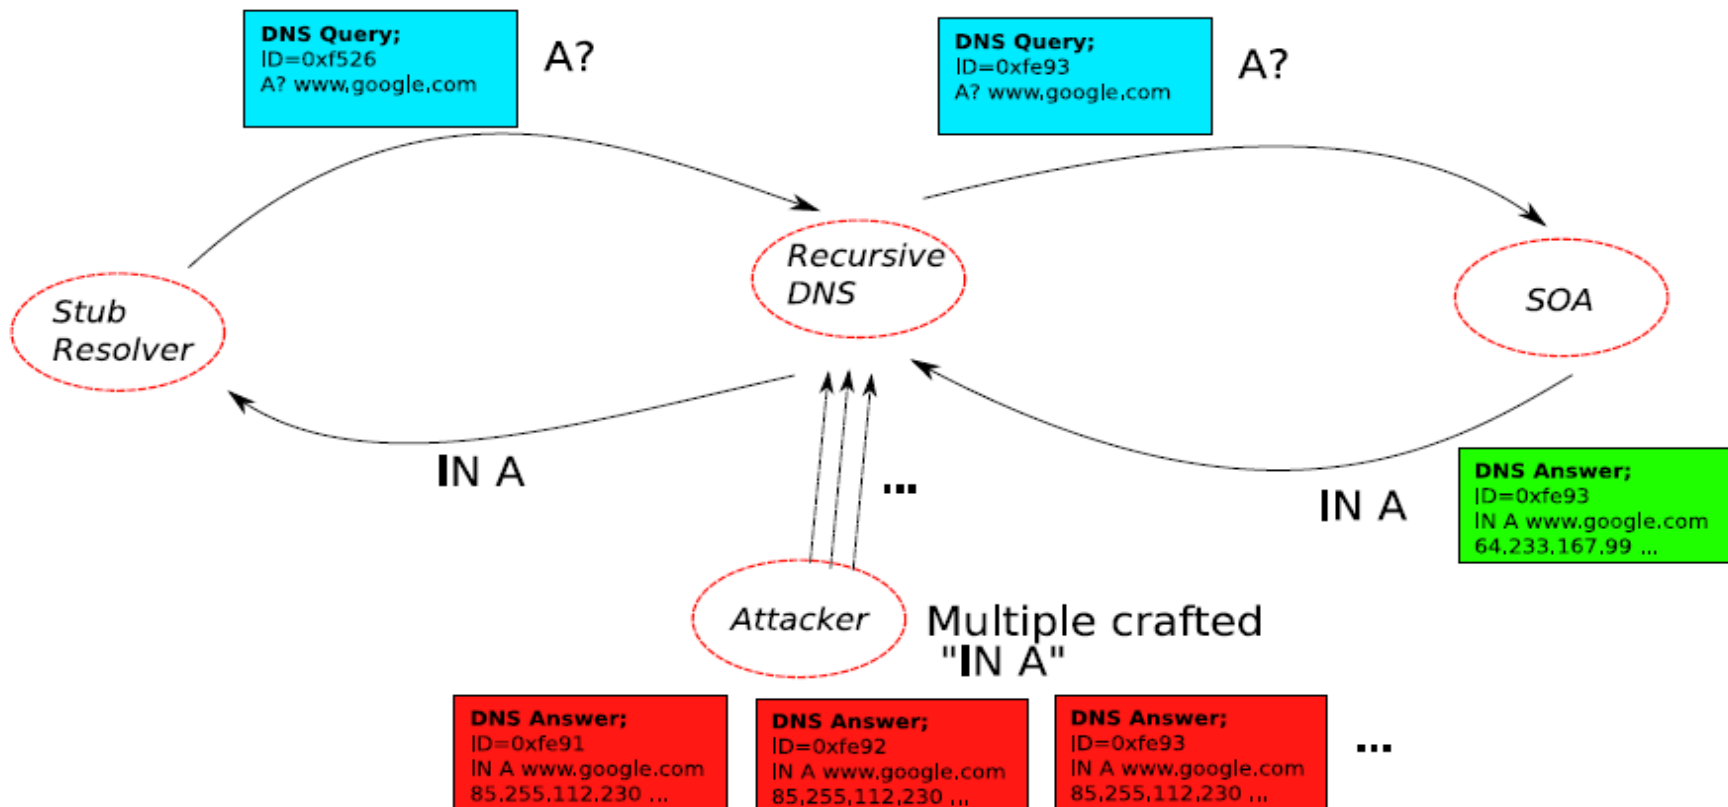 DNS Query;
ID=0xf526
A? www.google.com
A?
DNS Query;
ID=0xfe93
A? www.google.com
A?
Stub
Resolver
Recursive
DNS
SOA
IN A
...
IN A
DNS Answer;
ID=0xfe93
IN A www.google.com
64.233.167.99 ...
Attacker
Multiple crafted
"IN A"
DNS Answer;
ID=0xfe91
IN A www.google.com
85.255.112.230 ...
DNS Answer;
ID=0xfe92
IN A www.google.com
85.255.112.230 ...
DNS Answer;
ID=0xfe93
IN A www.google.com
85.255.112.230 ...
...